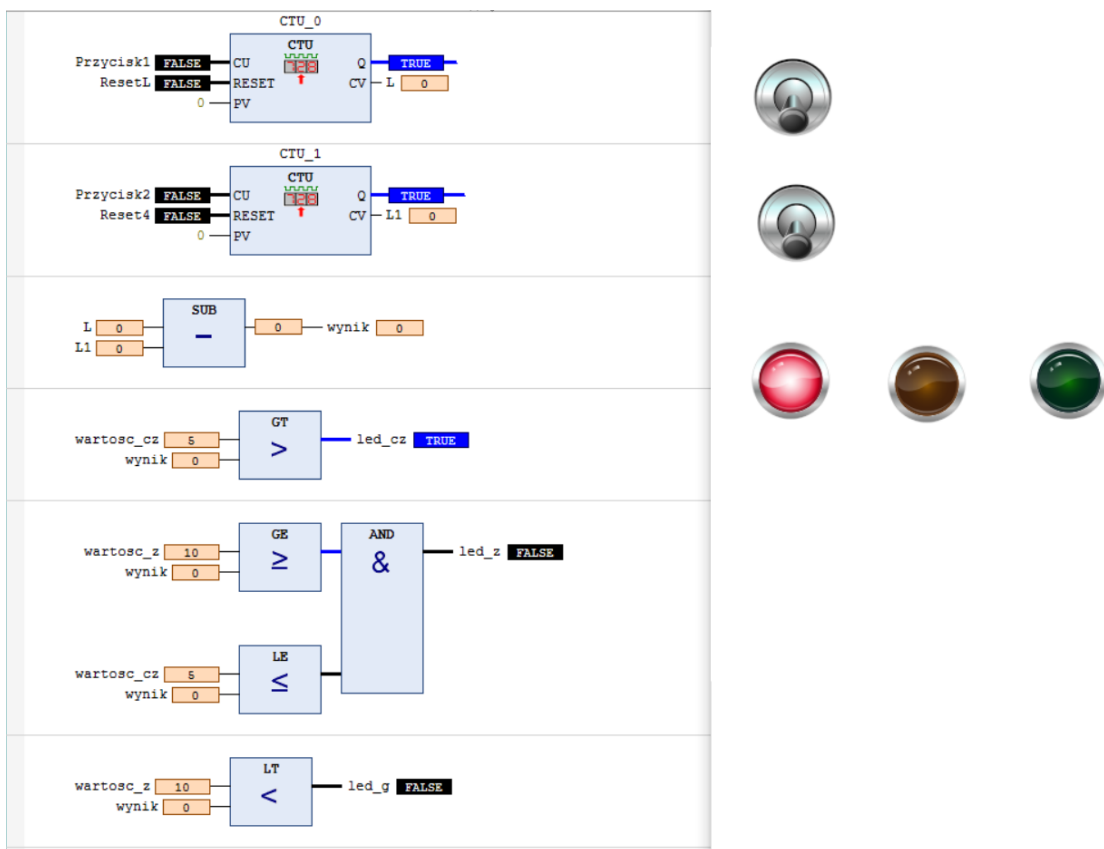 CTU_0
CTU
Przycisk1 FALSE CU 128 Q TRUE
ResetL FALSE RESET CV L 0
0 PV
CTU_1
CTU
Przycisk2 FALSE CU 128 Q TRUE
Reset4 FALSE RESET CV L1 0
0 PV
SUB
L 0 − 0 wynik 0
L1 0
GT
wartosc_cz 5 > led_cz TRUE
wynik 0
GE AND
wartosc_z 10 ≥ & led_z FALSE
wynik 0
LE
wartosc_cz 5 ≤
wynik 0
LT
wartosc_z 10 < led_g FALSE
wynik 0